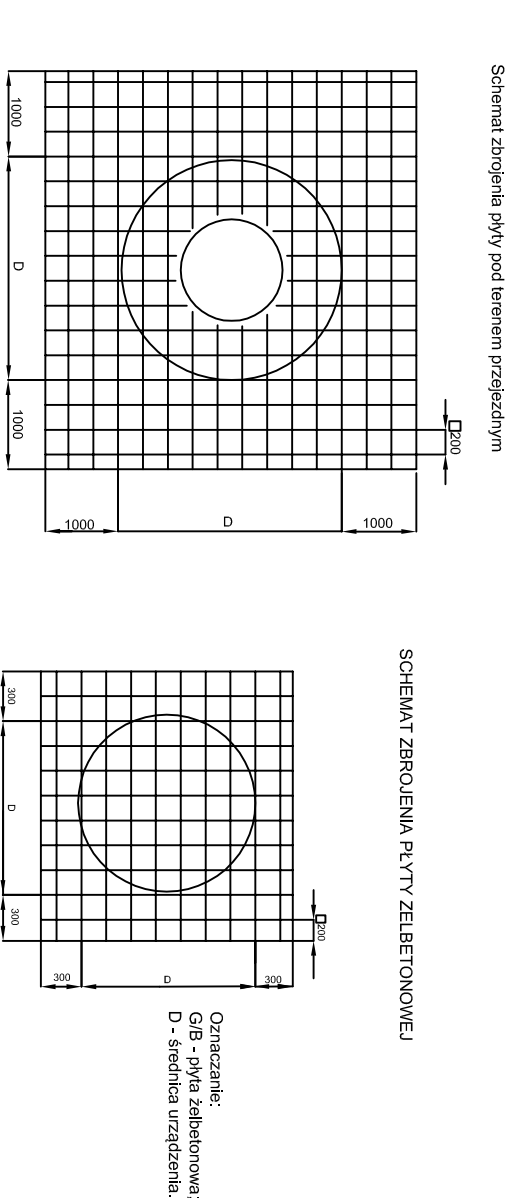 Schemat zbrojenia płyty pod terenem przejezdnym
1000
D
1000
□200
1000
D
1000
SCHEMAT ZBROJENIA PŁYTY ZELBETONOWEJ
300
D
300
□200
300
D
300
Oznaczanie:
G/B - płyta żelbetonowa;
D - średnica urządzenia.